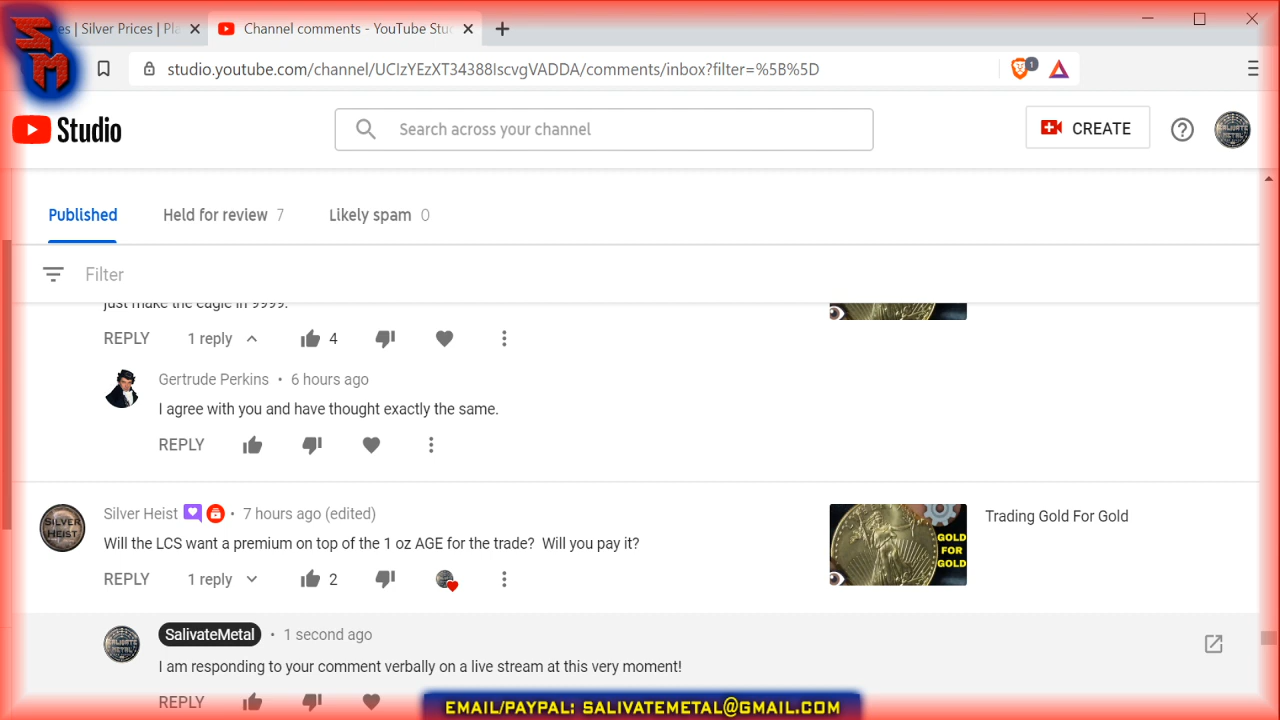 es | Silver Prices | Pla
Channel comments - YouTube Stu
studio.youtube.com/channel/UCIzYEzXT34388IscvgVADDA/comments/inbox?filter=%5B%5D
1
SM
Studio
Search across your channel
CREATE
Published
Held for review 7
Likely spam 0
Filter
just make the eagle in 9999.
REPLY
1 reply
4
Gertrude Perkins • 6 hours ago
I agree with you and have thought exactly the same.
REPLY
Silver Heist • 7 hours ago (edited)
SILVER
HEIST
Will the LCS want a premium on top of the 1 oz AGE for the trade? Will you pay it?
REPLY
1 reply
2
GOLD
FOR
GOLD
Trading Gold For Gold
SalivateMetal • 1 second ago
I am responding to your comment verbally on a live stream at this very moment!
REPLY
EMAIL/PAYPAL: SALIVATEMETAL@GMAIL.COM